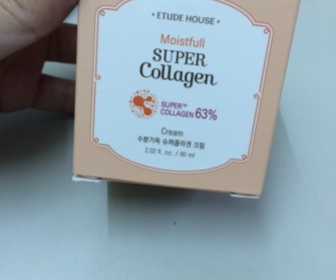 · ETUDE HOUSE ·
Moistfull
SUPER
Collagen
SUPER™
COLLAGEN 63%
Cream
수분가득 슈퍼콜라겐 크림
2.02 fl. oz. / 60 ml